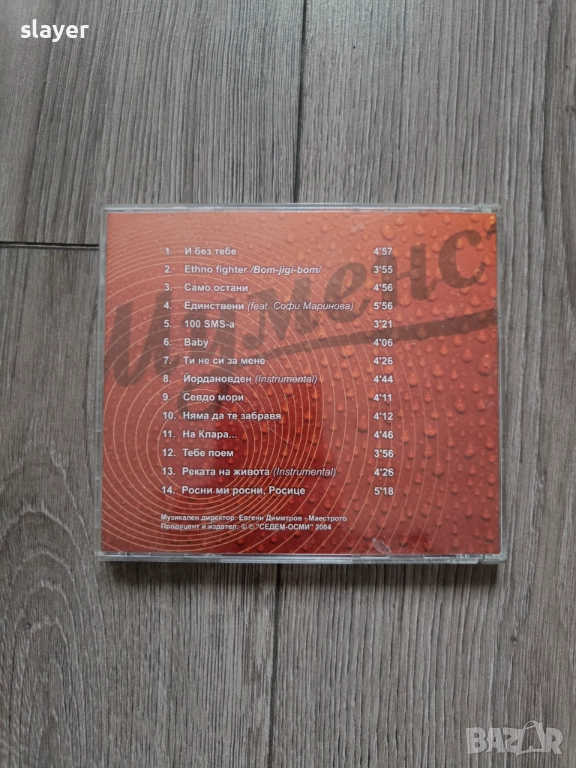 slayer
Идменс
1. И без тебе 4'57
2. Ethno fighter /Bom-jigi-bom/ 3'55
3. Само остани 4'56
4. Единствени (feat. Софи Маринова) 5'56
5. 100 SMS-a 3'21
6. Baby 4'06
7. Ти не си за мене 4'26
8. Йордановден (Instrumental) 4'44
9. Севдо мори 4'11
10. Няма да те забравя 4'12
11. На Клара... 4'46
12. Тебе поем 3'56
13. Реката на живота (Instrumental) 4'26
14. Росни ми росни, Росице 5'18
Музикален директор: Евгени Димитров - Маестрото
Продуцент и издател: © ℗ "СЕДЕМ-ОСМИ" 2004
BAZAR